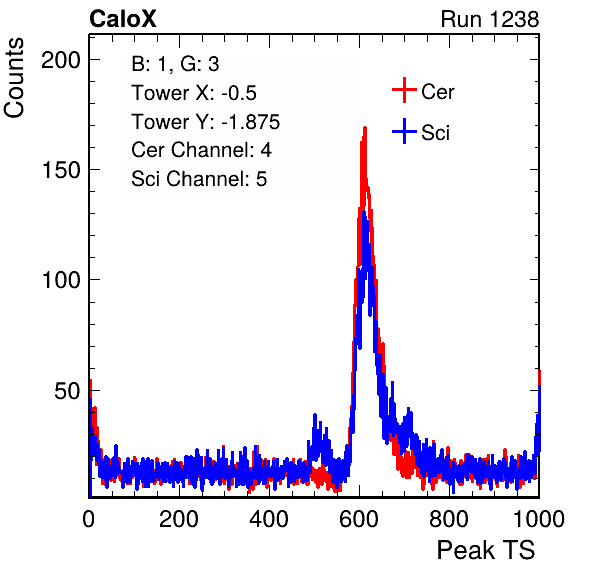 CaloX Run 1238
Counts
200
150
100
50
B: 1, G: 3
Tower X: -0.5
Tower Y: -1.875
Cer Channel: 4
Sci Channel: 5
Cer
Sci
0 200 400 600 800 1000
Peak TS